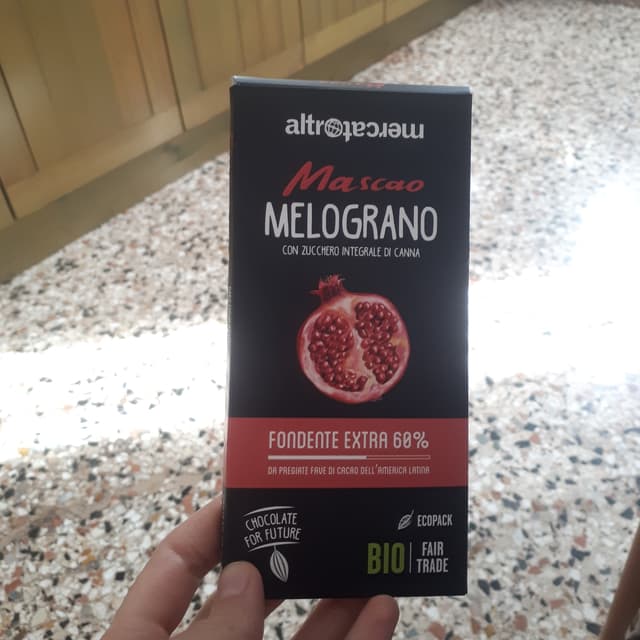 altromercato
Mascao
MELOGRANO
CON ZUCCHERO INTEGRALE DI CANNA
FONDENTE EXTRA 60%
DA PREGIATE FAVE DI CACAO DELL'AMERICA LATINA
CHOCOLATE
FOR FUTURE
ECOPACK
BIO
FAIR
TRADE